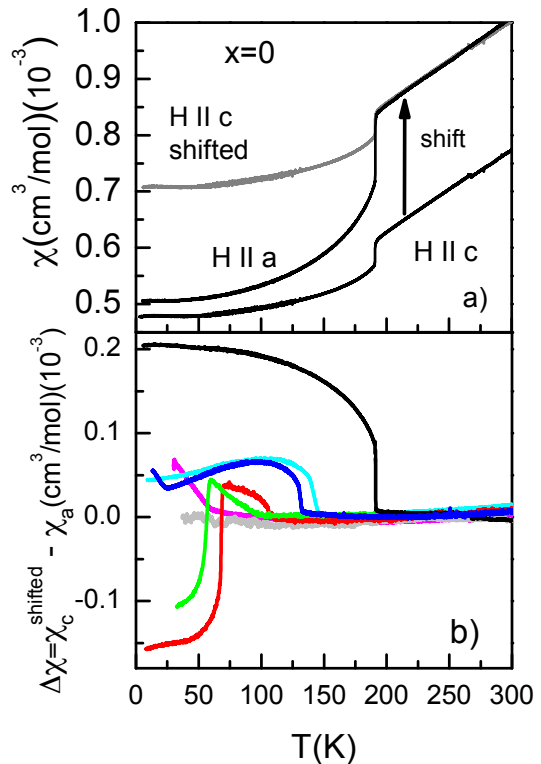 1.0
x=0
0.9
H II c
shifted
shift
0.8
0.7
H II a
H II c
0.6
0.5
a)
χ(cm³/mol)(10⁻³)
0.2
0.1
0.0
-0.1
b)
Δχ=χ_c^shifted - χ_a(cm³/mol)(10⁻³)
0 50 100 150 200 250 300
T(K)